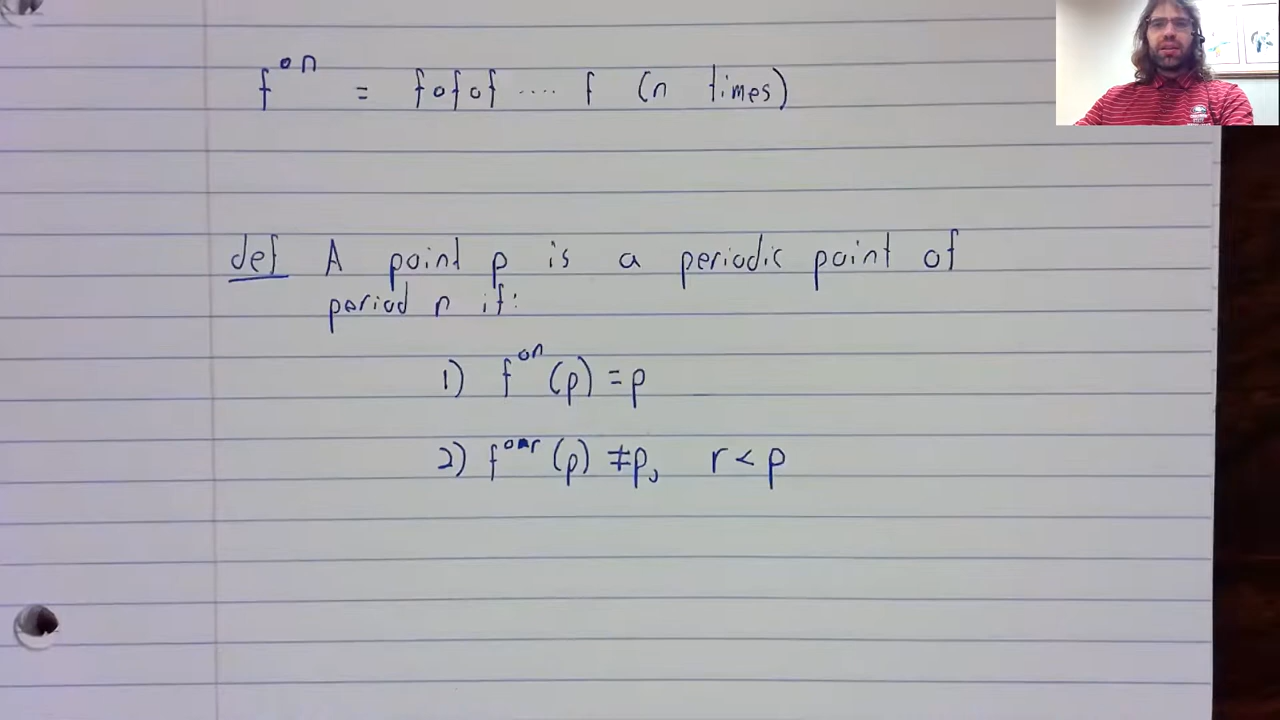 f^{∘n} = f∘f∘f .... f (n times)
def A point p is a periodic point of
period n if:
1) f^{∘n}(p) = p
2) f^{∘r}(p) ≠ p, r < p